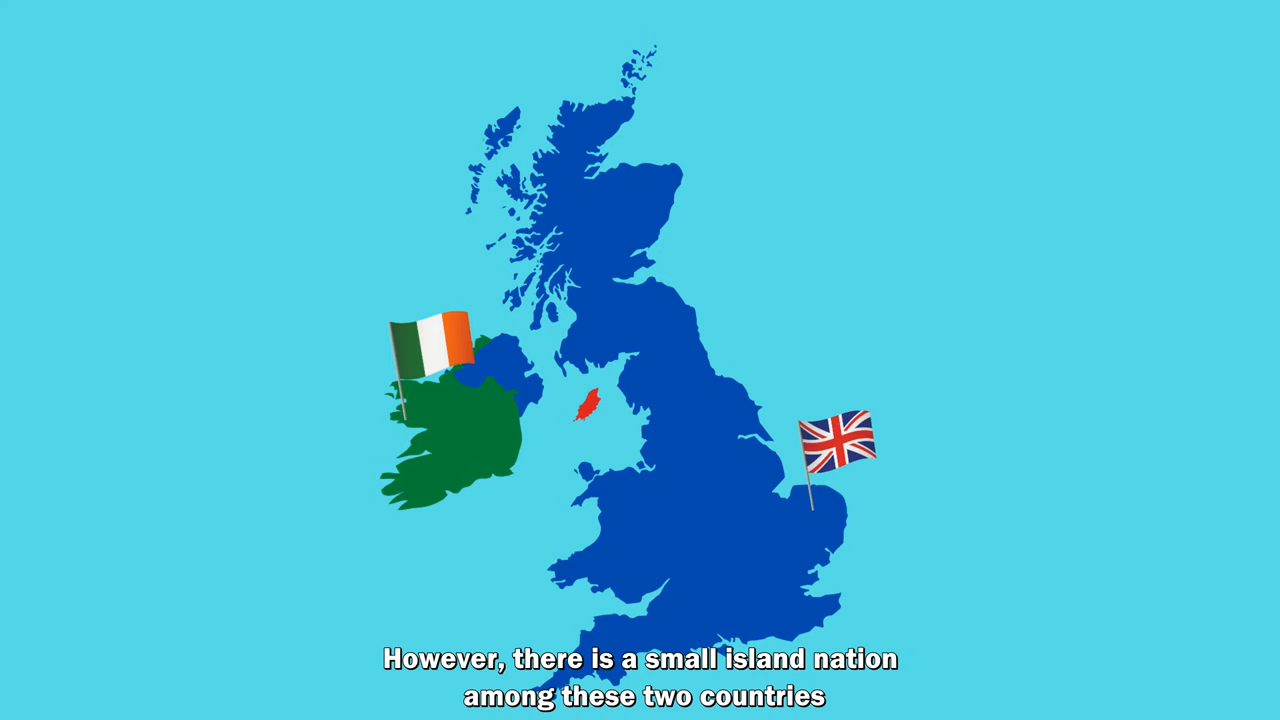 However, there is a small island nation
among these two countries